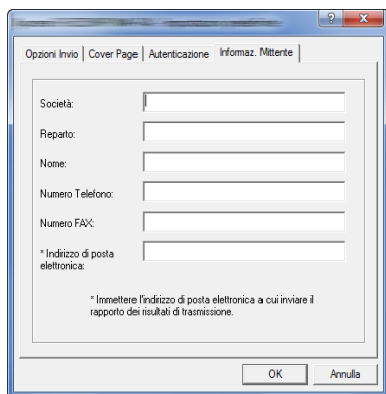 Opzioni Invio Cover Page Autenticazione Informaz. Mittente
Società:
Reparto:
Nome:
Numero Telefono:
Numero FAX:
* Indirizzo di posta
elettronica:
* Immettere l'indirizzo di posta elettronica a cui inviare il
rapporto dei risultati di trasmissione.
OK Annulla